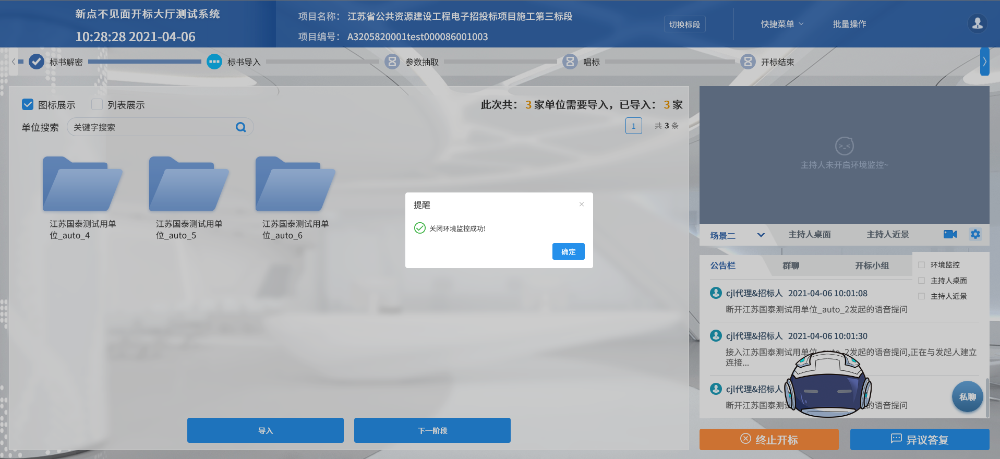 新点不见面开标大厅测试系统
10:28:28 2021-04-06
项目名称： 江苏省公共资源建设工程电子招投标项目施工第三标段
项目编号： A3205820001test000086001003
切换标段
快捷菜单
批量操作
标书解密
标书导入
参数抽取
唱标
开标结束
图标展示
列表展示
此次共： 3 家单位需要导入，已导入： 3 家
单位搜索
关键字搜索
1
共 3 条
江苏国泰测试用单
位_auto_4
江苏国泰测试用单
位_auto_5
江苏国泰测试用单
位_auto_6
提醒
关闭环境监控成功!
确定
导入
下一阶段
主持人未开启环境监控~
场景二
主持人桌面
主持人近景
公告栏
群聊
开标小组
环境监控
主持人桌面
主持人近景
cjl代理&招标人 2021-04-06 10:01:08
断开江苏国泰测试用单位_auto_2发起的语音提问
cjl代理&招标人 2021-04-06 10:01:30
接入江苏国泰测试用单位_auto_2发起的语音提问,正在与发起人建立
连接...
cjl代理&招标人
断开江苏国泰测试 的语音提问
私聊
终止开标
异议答复